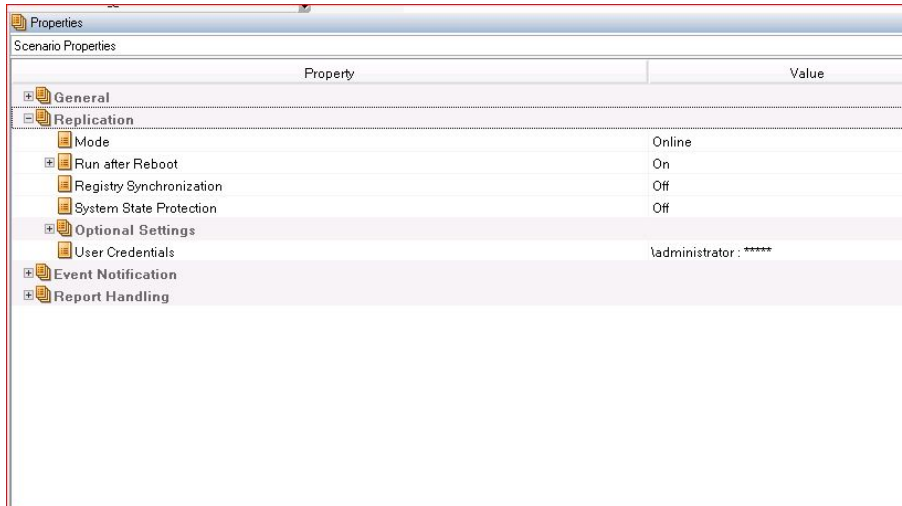 Properties
Scenario Properties
Property Value
General
Replication
Mode Online
Run after Reboot On
Registry Synchronization Off
System State Protection Off
Optional Settings
User Credentials \administrator : *****
Event Notification
Report Handling